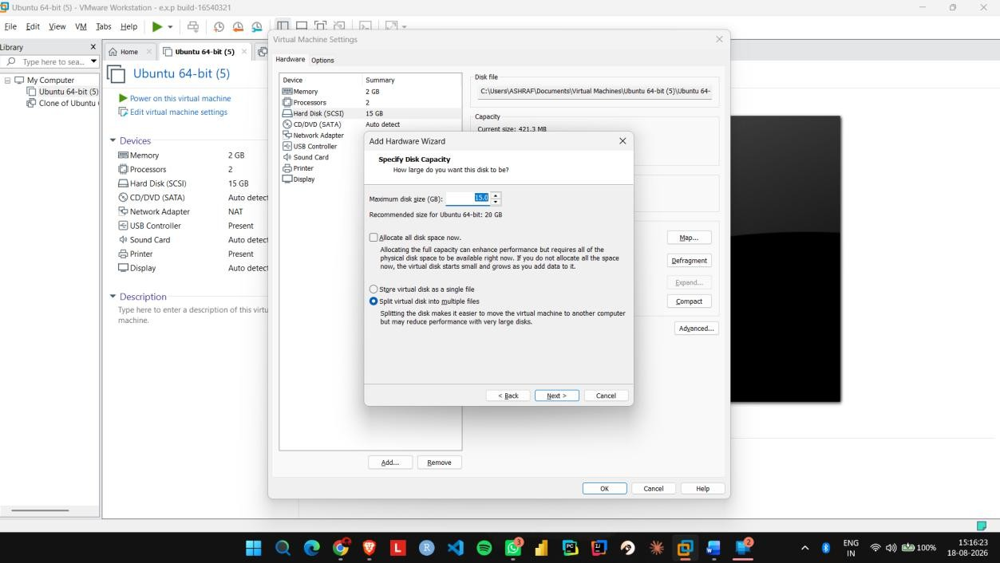 Ubuntu 64-bit (5) - VMware Workstation - e.x.p build-16540321
File Edit View VM Tabs Help
Library
Type here to sea...
My Computer
Ubuntu 64-bit (5)
Clone of Ubuntu
Home
Ubuntu 64-bit (5)
Ubuntu 64-bit (5)
Power on this virtual machine
Edit virtual machine settings
Devices
Memory 2 GB
Processors 2
Hard Disk (SCSI) 15 GB
CD/DVD (SATA) Auto detect
Network Adapter NAT
USB Controller Present
Sound Card Auto detect
Printer Present
Display Auto detect
Description
Type here to enter a description of this virtu
machine.
Virtual Machine Settings
Hardware Options
Device Summary
Memory 2 GB
Processors 2
Hard Disk (SCSI) 15 GB
CD/DVD (SATA) Auto detect
Network Adapter
USB Controller
Sound Card
Printer
Display
Add... Remove
Disk file
C:\Users\ASHRAF\Documents\Virtual Machines\Ubuntu 64-bit (5)\Ubuntu 64-
Capacity
Current size: 421.3 MB
Map...
Defragment
Expand...
Compact
Advanced...
OK Cancel Help
Add Hardware Wizard
Specify Disk Capacity
How large do you want this disk to be?
Maximum disk size (GB): 15.0
Recommended size for Ubuntu 64-bit: 20 GB
Allocate all disk space now.
Allocating the full capacity can enhance performance but requires all of the
physical disk space to be available right now. If you do not allocate all the space
now, the virtual disk starts small and grows as you add data to it.
Store virtual disk as a single file
Split virtual disk into multiple files
Splitting the disk makes it easier to move the virtual machine to another computer
but may reduce performance with very large disks.
< Back Next > Cancel
L
R
3
PC
IJ
W
2
ENG
IN
100%
15:16:23
18-08-2026